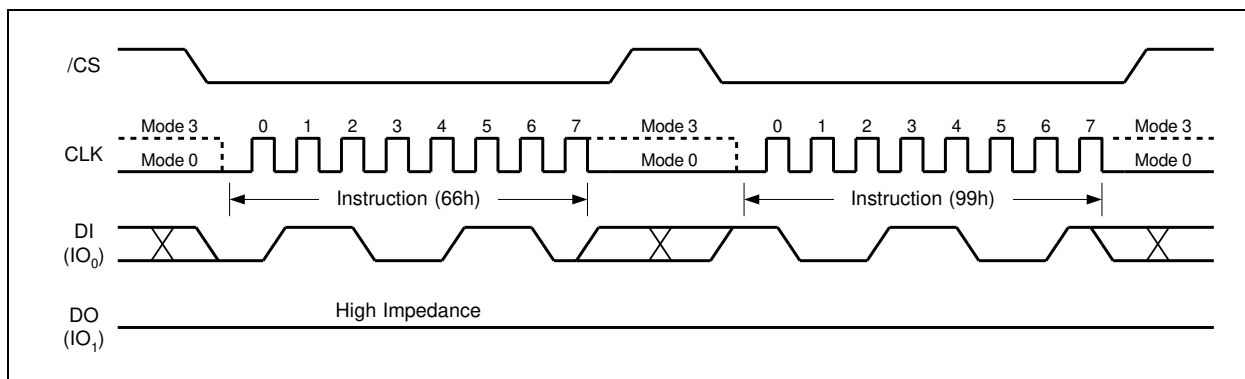 /CS
Mode 3 0 1 2 3 4 5 6 7 Mode 3 0 1 2 3 4 5 6 7 Mode 3
CLK Mode 0 Mode 0 Mode 0
Instruction (66h) Instruction (99h)
DI
(IO0)
High Impedance
DO
(IO1)